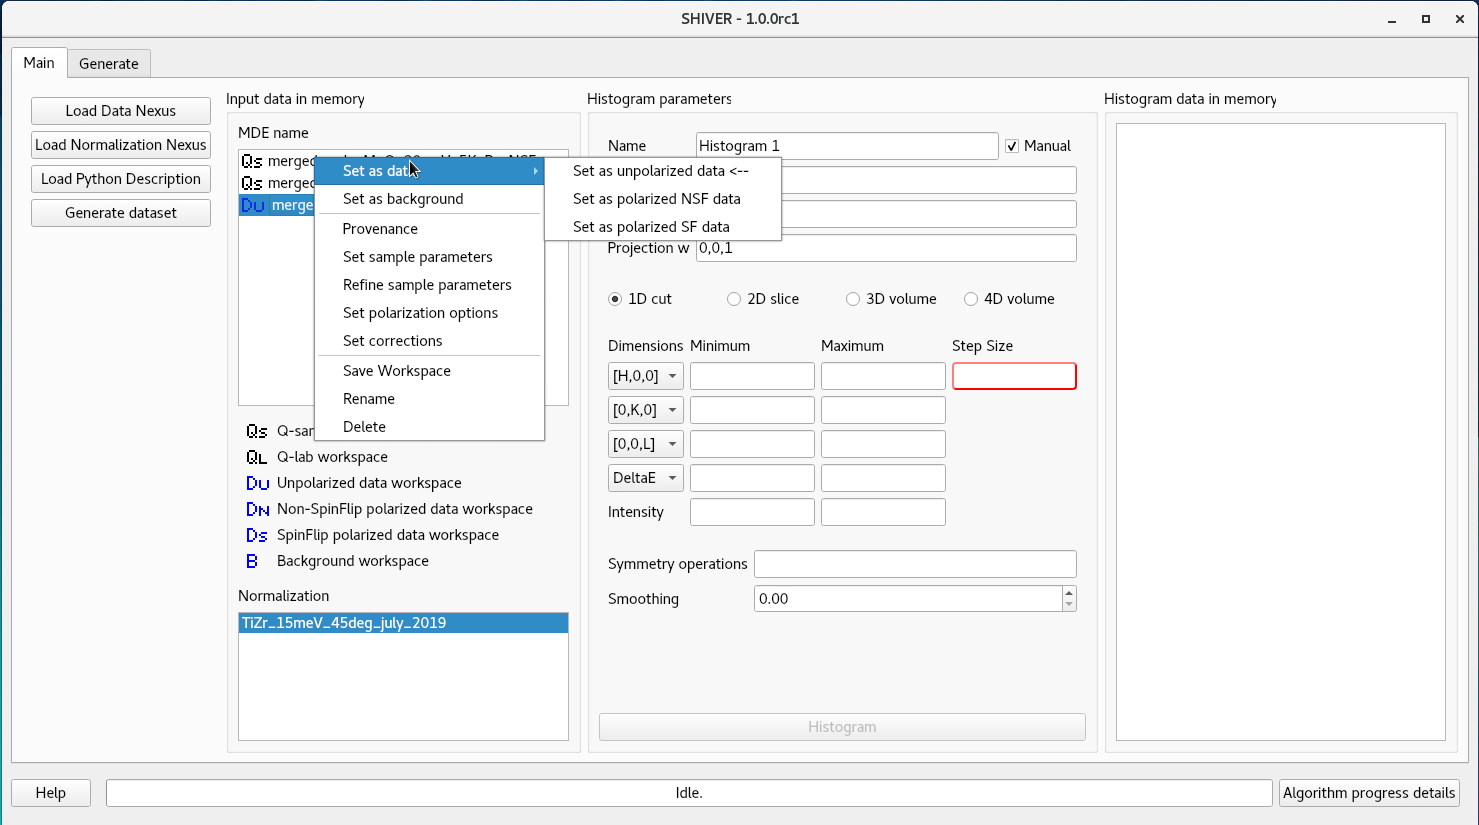 SHIVER - 1.0.0rc1
Main
Generate
Load Data Nexus
Load Normalization Nexus
Load Python Description
Generate dataset
Input data in memory
MDE name
Qs merged
Qs merged
Du merge
Set as dat
Set as background
Provenance
Set sample parameters
Refine sample parameters
Set polarization options
Set corrections
Save Workspace
Rename
Delete
Set as unpolarized data <--
Set as polarized NSF data
Set as polarized SF data
Qs Q-sam
QL Q-lab workspace
Du Unpolarized data workspace
DN Non-SpinFlip polarized data workspace
Ds SpinFlip polarized data workspace
B Background workspace
Normalization
TiZr_15meV_45deg_july_2019
Histogram parameters
Name Histogram 1 Manual
Projection w 0,0,1
1D cut 2D slice 3D volume 4D volume
Dimensions Minimum Maximum Step Size
[H,0,0]
[0,K,0]
[0,0,L]
DeltaE
Intensity
Symmetry operations
Smoothing 0.00
Histogram
Histogram data in memory
Help
Idle.
Algorithm progress details